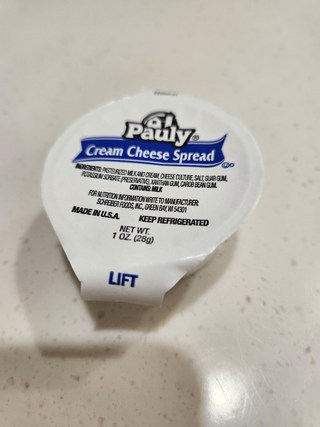 Pauly®
Cream Cheese Spread
INGREDIENTS: PASTEURIZED MILK AND CREAM, CHEESE CULTURE, SALT, GUAR GUM,
POTASSIUM SORBATE (PRESERVATIVE), XANTHAN GUM, CAROB BEAN GUM.
CONTAINS: MILK
FOR NUTRITION INFORMATION WRITE TO MANUFACTURER:
SCHREIBER FOODS, INC., GREEN BAY, WI 54301
MADE IN U.S.A. KEEP REFRIGERATED
NET WT.
1 OZ. (28g)
LIFT